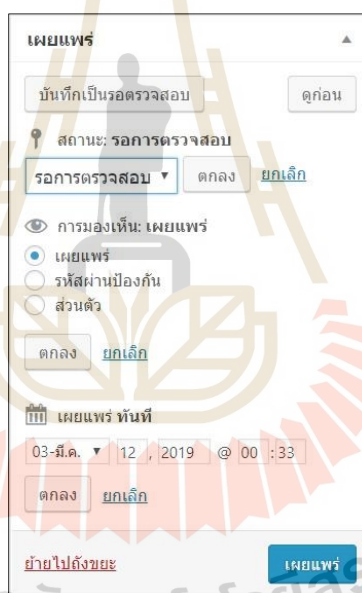 เผยแพร่
บันทึกเป็นรอตรวจสอบ ดูก่อน
สถานะ: รอการตรวจสอบ
รอการตรวจสอบ ตกลง ยกเลิก
การมองเห็น: เผยแพร่
เผยแพร่
รหัสผ่านป้องกัน
ส่วนตัว
ตกลง ยกเลิก
เผยแพร่ ทันที
03-มี.ค. 12 , 2019 @ 00 : 33
ตกลง ยกเลิก
ย้ายไปถังขยะ เผยแพร่